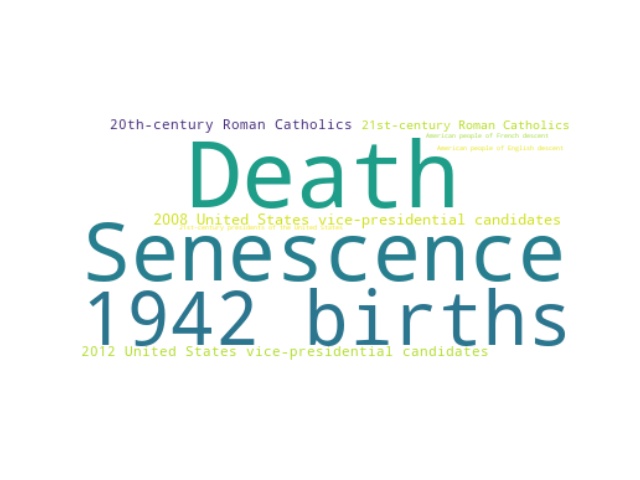 20th-century Roman Catholics
21st-century Roman Catholics
American people of French descent
American people of English descent
Death
2008 United States vice-presidential candidates
21st-century presidents of the United States
Senescence
1942 births
2012 United States vice-presidential candidates